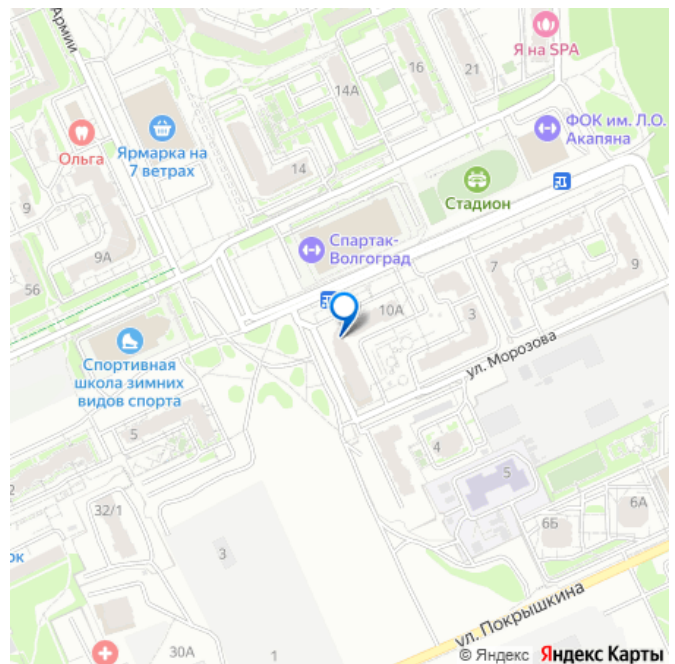 Армии
Я на SPA
16
21
14А
ФОК им. Л.О.
Акапяна
Ольга
Ярмарка на
7 ветрах
14
Стадион
9
Спартак-
Волгоград
9А
7
9
56
10А
3
Спортивная
школа зимних
видов спорта
ул. Морозова
5
4
5
2
32/1
6Б
6А
ок
3
ул. Покрышкина
30А
1
© Яндекс Яндекс Карты